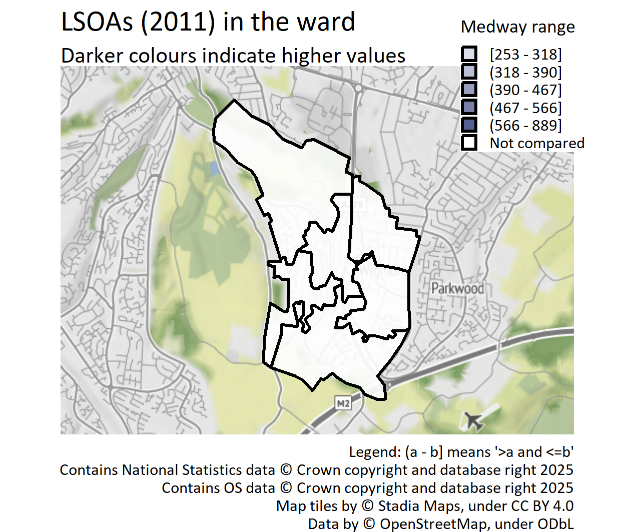 LSOAs (2011) in the ward
Darker colours indicate higher values
Medway range
[253 - 318]
(318 - 390]
(390 - 467]
(467 - 566]
(566 - 889]
Not compared
Parkwood
M2
Legend: (a - b] means '>a and <=b'
Contains National Statistics data © Crown copyright and database right 2025
Contains OS data © Crown copyright and database right 2025
Map tiles by © Stadia Maps, under CC BY 4.0
Data by © OpenStreetMap, under ODbL